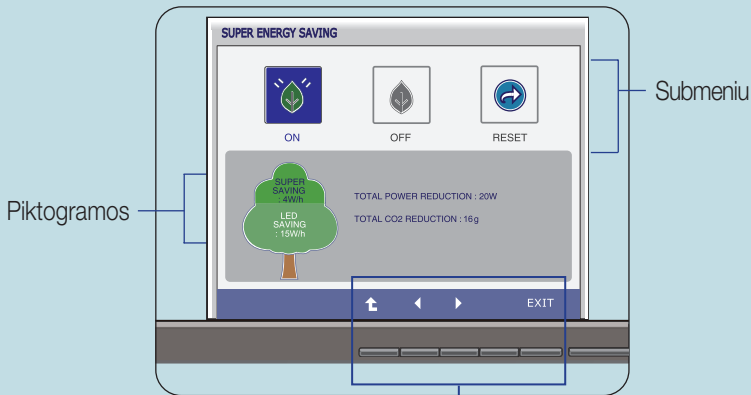 SUPER ENERGY SAVING
Submeniu
ON
OFF
RESET
Piktogramos
SUPER
SAVING
: 4W/h
LED
SAVING
: 15W/h
TOTAL POWER REDUCTION : 20W
TOTAL CO2 REDUCTION : 16g
EXIT